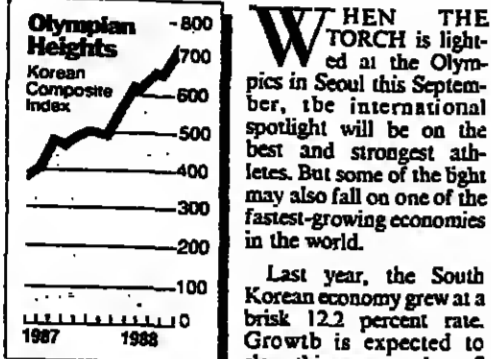 Olympian
Heights
Korean
Composite
Index
800
700
600
500
400
300
200
100
0
1987
1988
WHEN THE
TORCH is light-
ed at the Olym-
pics in Seoul this Septem-
ber, the international
spotlight will be on the
best and strongest ath-
letes. But some of the light
may also fall on one of the
fastest-growing economies
in the world.
Last year, the South
Korean economy grew at a
brisk 12.2 percent rate.
Growth is expected to